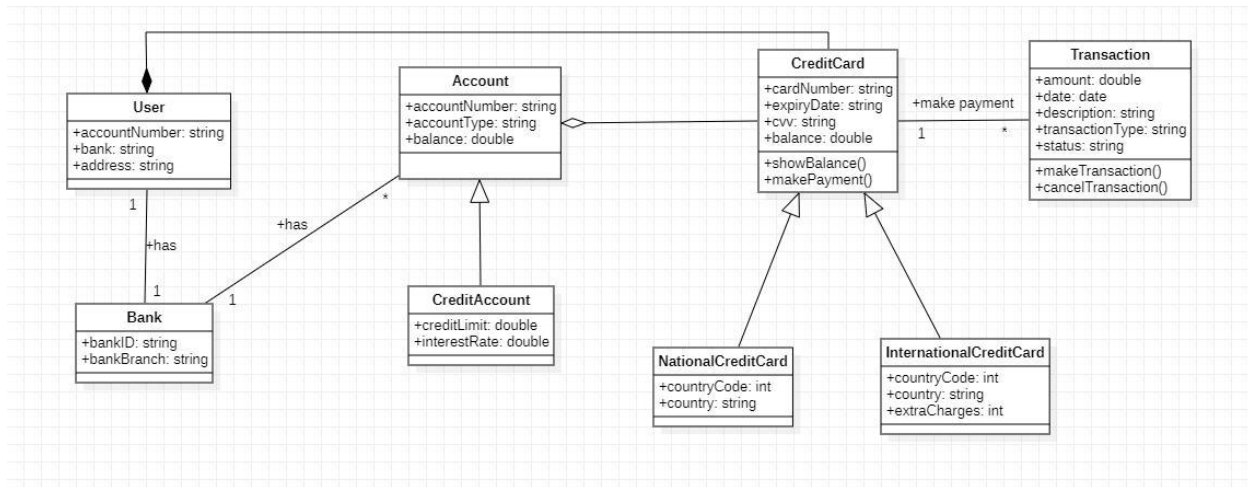 User
+accountNumber: string
+bank: string
+address: string
1
+has
1
Bank
+bankID: string
+bankBranch: string
Account
+accountNumber: string
+accountType: string
+balance: double
*
+has
1
CreditAccount
+creditLimit: double
+interestRate: double
CreditCard
+cardNumber: string
+expiryDate: string
+cvv: string
+balance: double
+showBalance()
+makePayment()
+make payment
1
*
Transaction
+amount: double
+date: date
+description: string
+transactionType: string
+status: string
+makeTransaction()
+cancelTransaction()
NationalCreditCard
+countryCode: int
+country: string
InternationalCreditCard
+countryCode: int
+country: string
+extraCharges: int